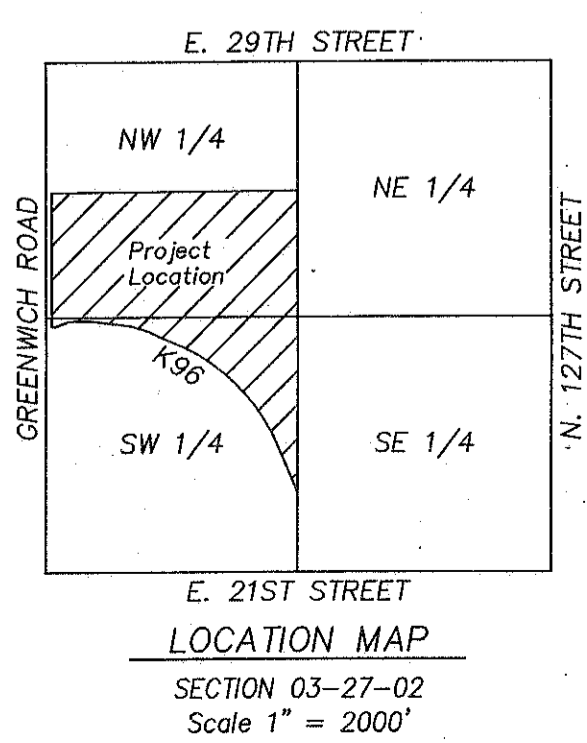 E. 29TH STREET
NW 1/4
NE 1/4
GREENWICH ROAD
Project
Location
N. 127TH STREET
K96
SW 1/4
SE 1/4
E. 21ST STREET
LOCATION MAP
SECTION 03-27-02
Scale 1" = 2000'